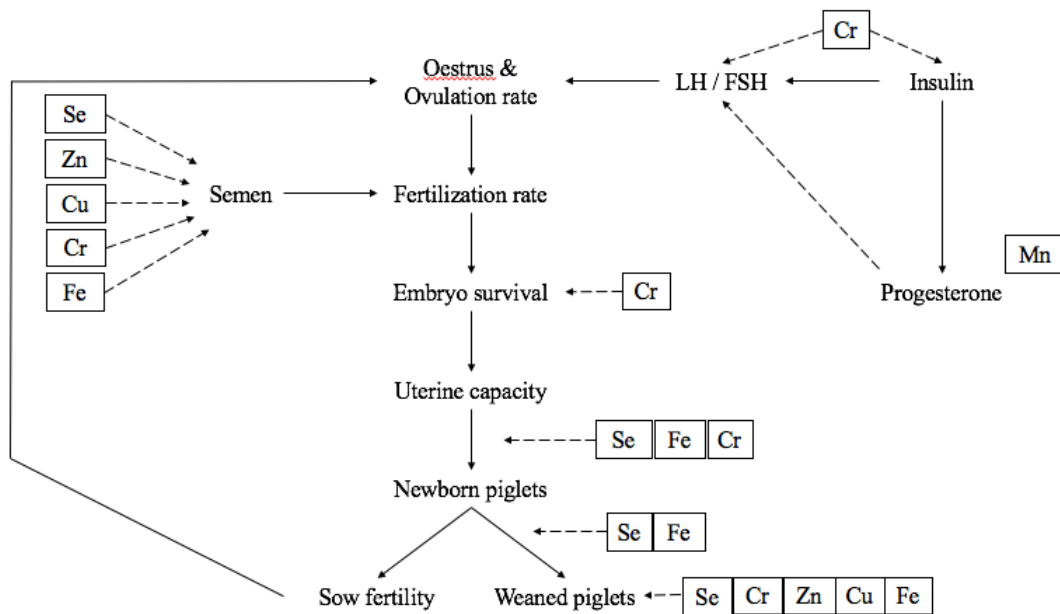 Cr
Oestrus &
Ovulation rate
LH / FSH
Insulin
Se
Zn
Cu
Cr
Fe
Semen
Fertilization rate
Mn
Embryo survival
Cr
Progesterone
Uterine capacity
Se Fe Cr
Newborn piglets
Se Fe
Sow fertility
Weaned piglets
Se Cr Zn Cu Fe